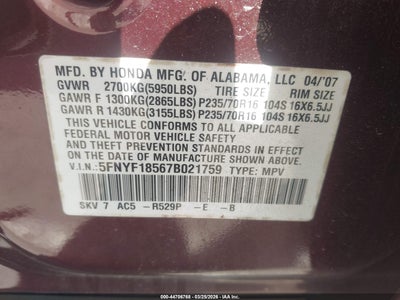 MFD. BY HONDA MFG. OF ALABAMA, LLC 04/'07
GVWR 2700KG(5950LBS) TIRE SIZE RIM SIZE
GAWR F 1300KG(2865LBS) P235/70R16 104S 16X6.5JJ
GAWR R 1430KG(3155LBS) P235/70R16 104S 16X6.5JJ
THIS VEHICLE CONFORMS TO ALL APPLICABLE
FEDERAL MOTOR VEHICLE SAFETY, BUMPER,
AND THEFT PREVENTION STANDARDS IN EFFECT
ON THE DATE OF MANUFACTURE SHOWN ABOVE.
V.I.N.: 5FNYF18567B021759 TYPE: MPV
SKV 7 AC5 -R529P -E -B
000-44706768 | 03/25/2026 | COPART